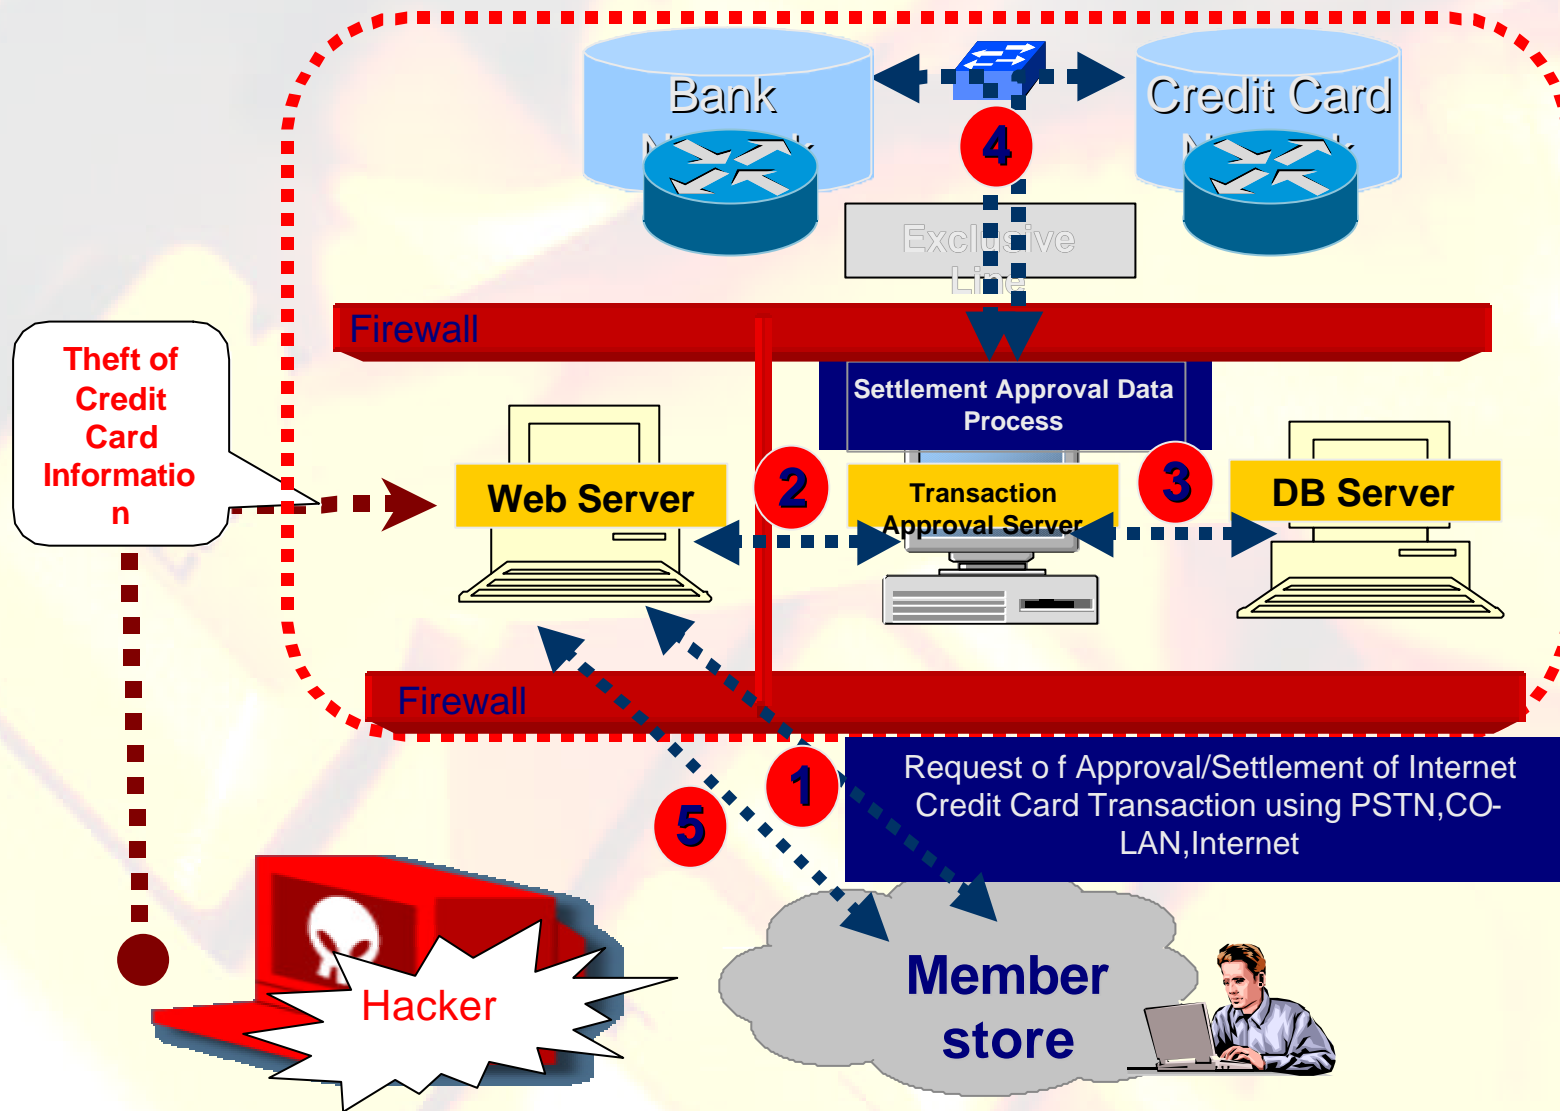 Bank
Credit Card
4
Exclusive
Line
Firewall
Theft of
Credit
Card
Informatio
n
Settlement Approval Data
Process
Web Server
2
Transaction
Approval Server
3
DB Server
Firewall
1
5
Request o f Approval/Settlement of Internet
Credit Card Transaction using PSTN,CO-
LAN,Internet
Hacker
Member
store